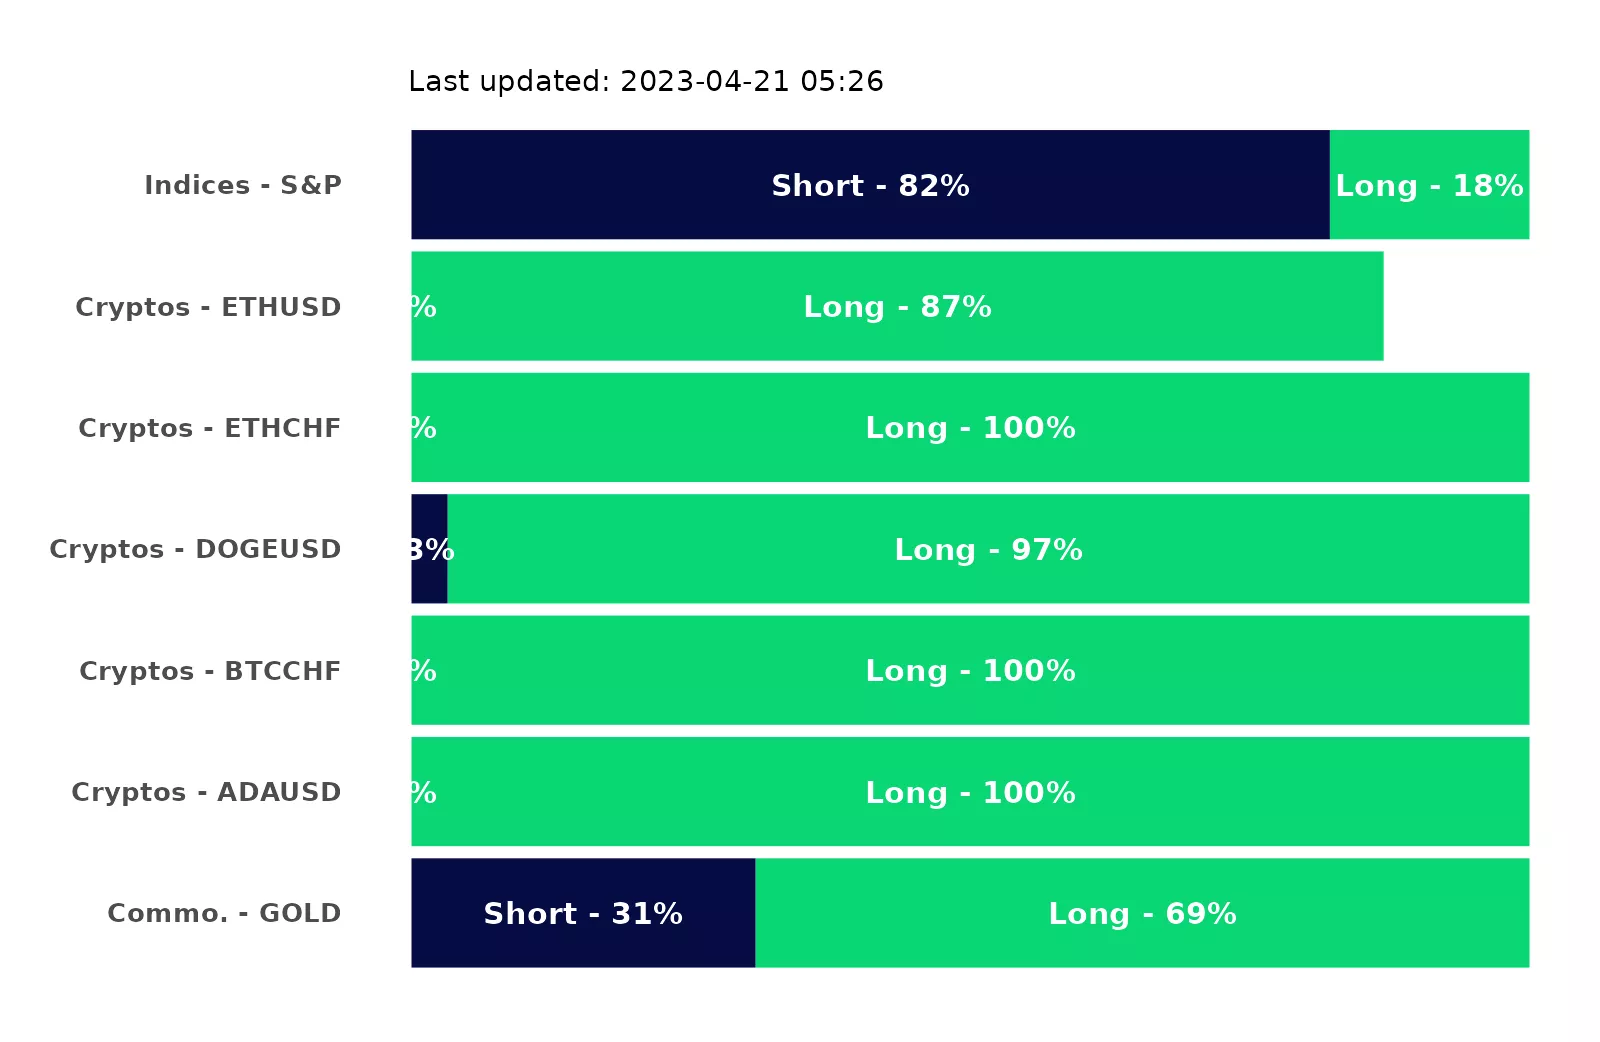 Last updated: 2023-04-21 05:26
Indices - S&P Short - 82% Long - 18%
Cryptos - ETHUSD % Long - 87%
Cryptos - ETHCHF % Long - 100%
Cryptos - DOGEUSD 3% Long - 97%
Cryptos - BTCCHF % Long - 100%
Cryptos - ADAUSD % Long - 100%
Commo. - GOLD Short - 31% Long - 69%